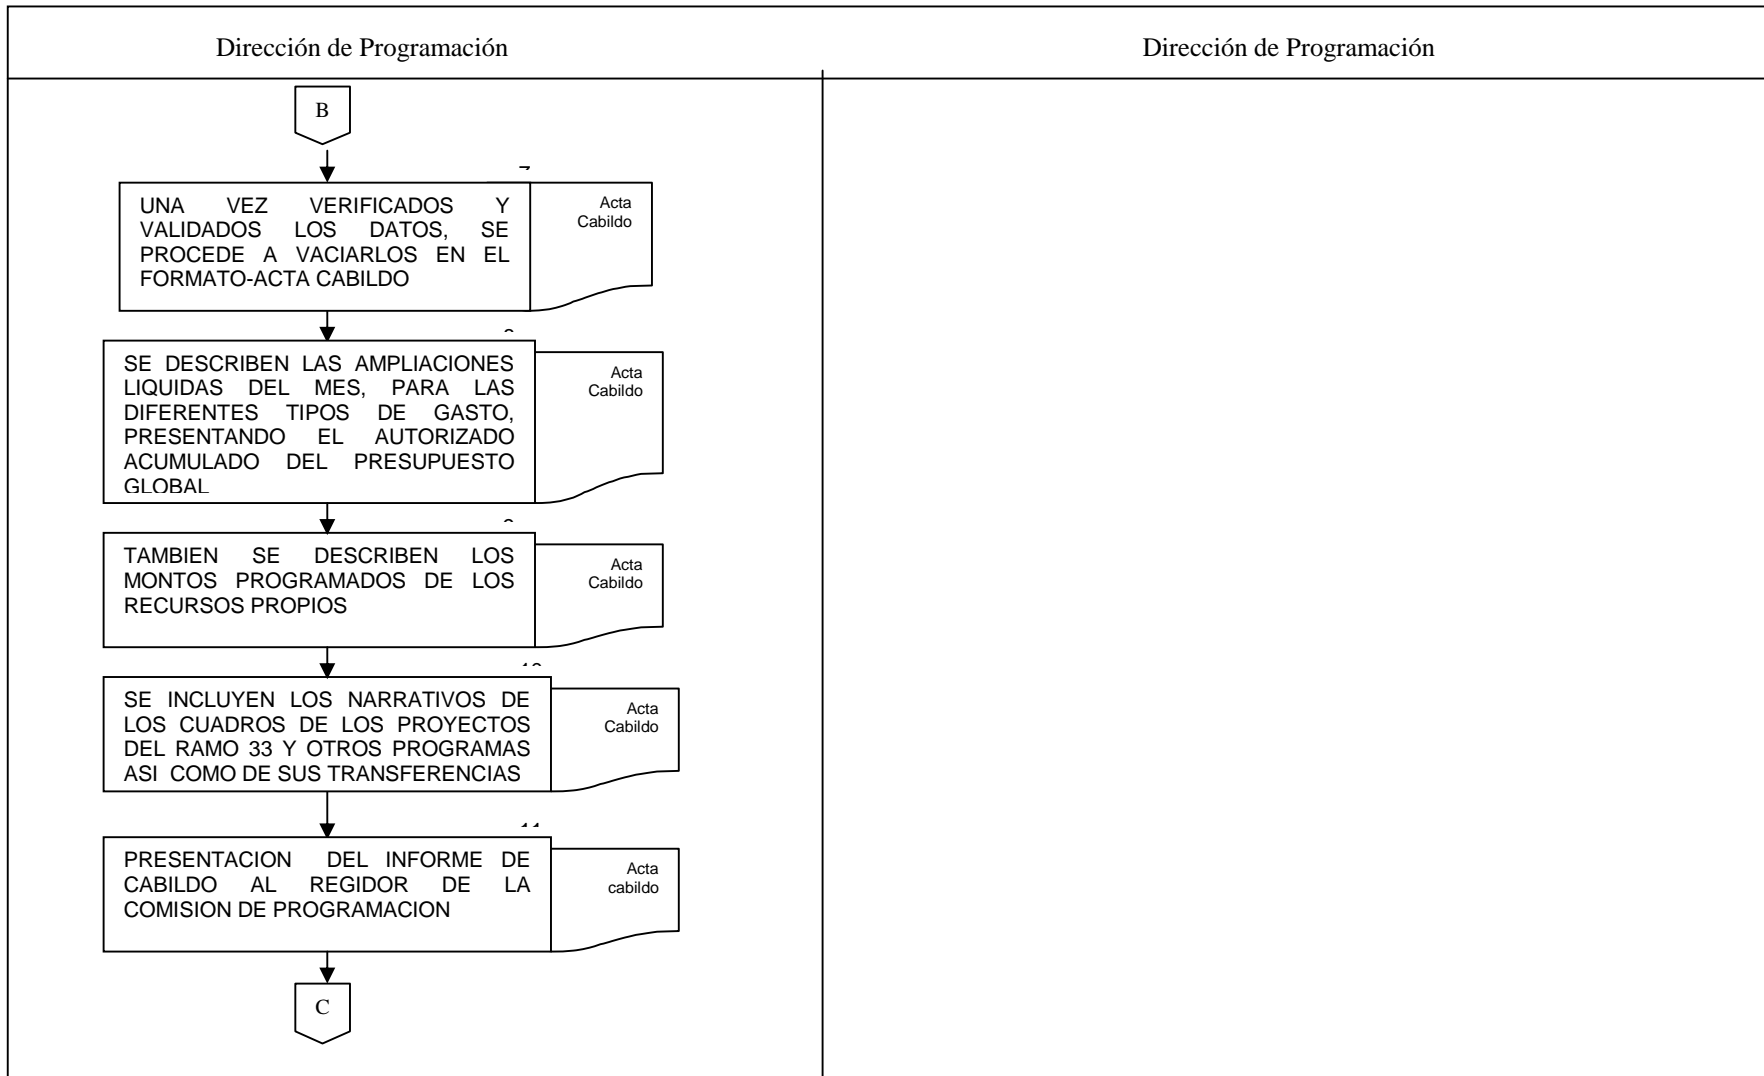 Dirección de Programación
Dirección de Programación
B
UNA VEZ VERIFICADOS Y
VALIDADOS LOS DATOS, SE
PROCEDE A VACIARLOS EN EL
FORMATO-ACTA CABILDO
Acta
Cabildo
SE DESCRIBEN LAS AMPLIACIONES
LIQUIDAS DEL MES, PARA LAS
DIFERENTES TIPOS DE GASTO,
PRESENTANDO EL AUTORIZADO
ACUMULADO DEL PRESUPUESTO
GLOBAL
Acta
Cabildo
TAMBIEN SE DESCRIBEN LOS
MONTOS PROGRAMADOS DE LOS
RECURSOS PROPIOS
Acta
Cabildo
SE INCLUYEN LOS NARRATIVOS DE
LOS CUADROS DE LOS PROYECTOS
DEL RAMO 33 Y OTROS PROGRAMAS
ASI COMO DE SUS TRANSFERENCIAS
Acta
Cabildo
PRESENTACION DEL INFORME DE
CABILDO AL REGIDOR DE LA
COMISION DE PROGRAMACION
Acta
cabildo
C